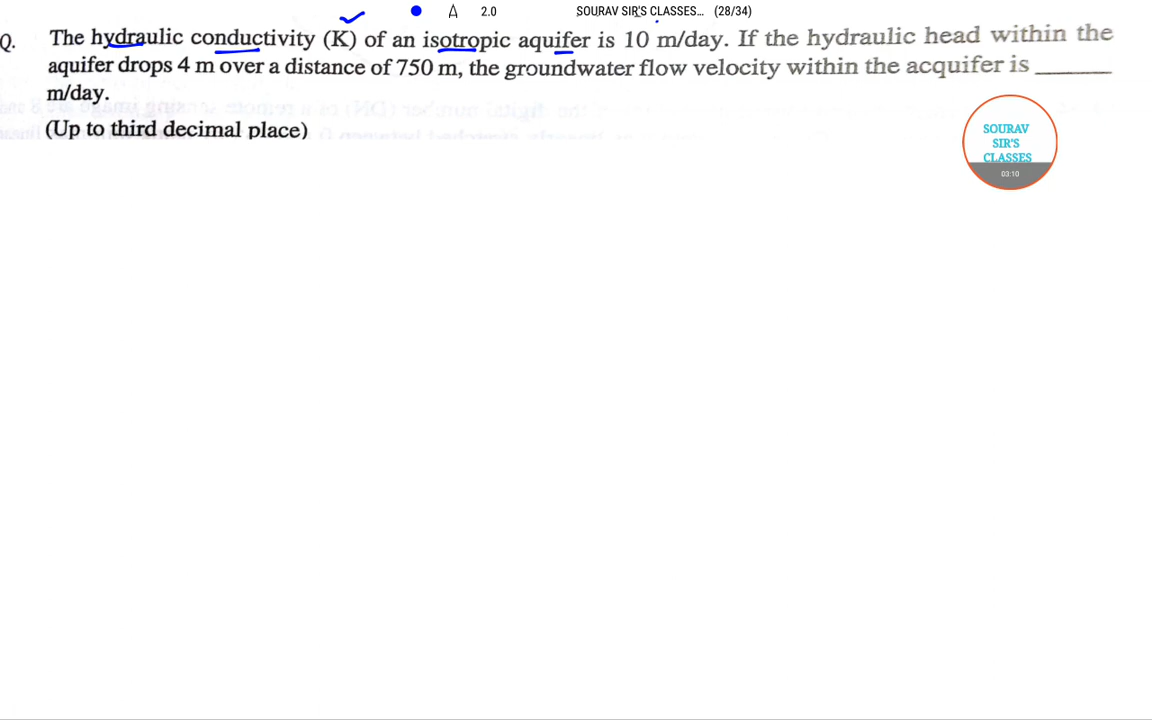 2.0 SOURAV SIR'S CLASSES... (28/34)
Q. The hydraulic conductivity (K) of an isotropic aquifer is 10 m/day. If the hydraulic head within the
aquifer drops 4 m over a distance of 750 m, the groundwater flow velocity within the acquifer is ______
m/day.
(Up to third decimal place)
SOURAV
SIR'S
CLASSES
03:10